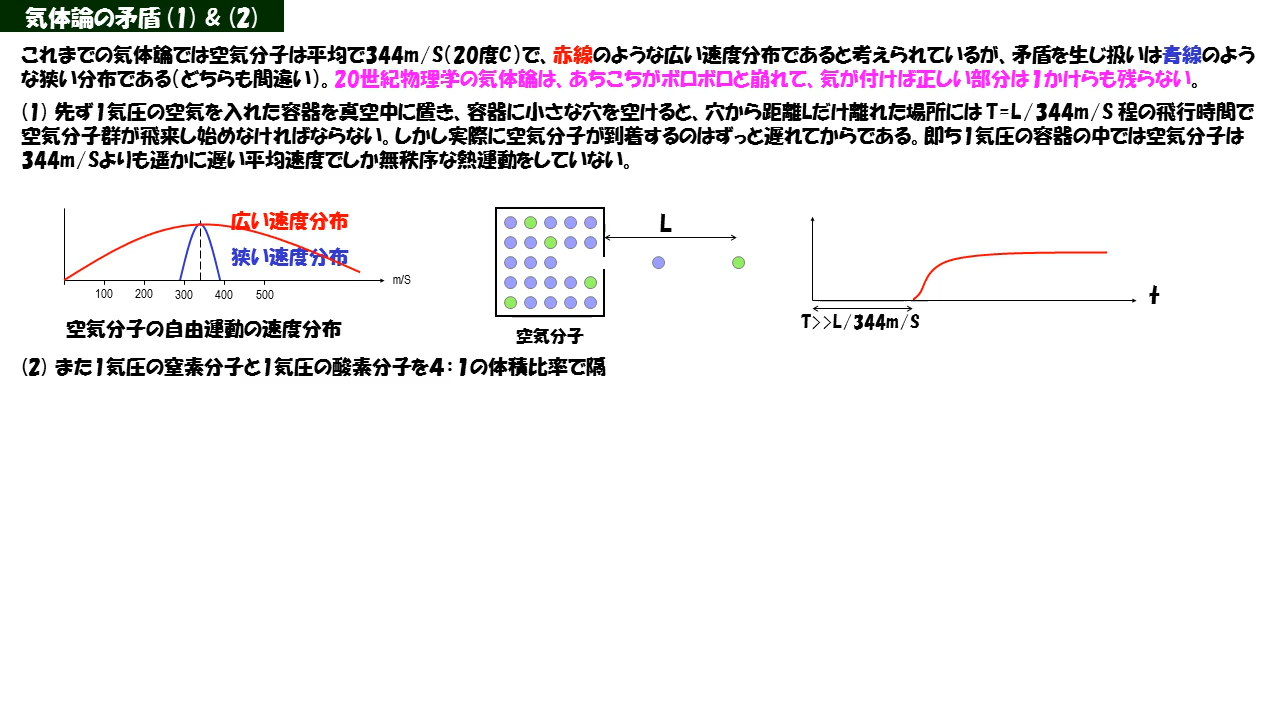 気体論の矛盾(1) & (2)
これまでの気体論では空気分子は平均で344m/S(20度C)で、赤線のような広い速度分布であると考えられているが、矛盾を生じ扱いは青線のよう
な狭い分布である(どちらも間違い)。20世紀物理学の気体論は、あちこちがボロボロと崩れて、気が付けば正しい部分は1かけらも残らない。
(1) 先ず1気圧の空気を入れた容器を真空中に置き、容器に小さな穴を空けると、穴から距離Lだけ離れた場所には T=L/344m/S 程の飛行時間で
空気分子群が飛来し始めなければならない。しかし実際に空気分子が到着するのはずっと遅れてからである。即ち1気圧の容器の中では空気分子は
344m/Sよりも遥かに遅い平均速度でしか無秩序な熱運動をしていない。
広い速度分布
狭い速度分布
100 200 300 400 500 m/S
空気分子の自由運動の速度分布
L
空気分子
t
T>>L/344m/S
(2) また1気圧の窒素分子と1気圧の酸素分子を4:1の体積比率で隔